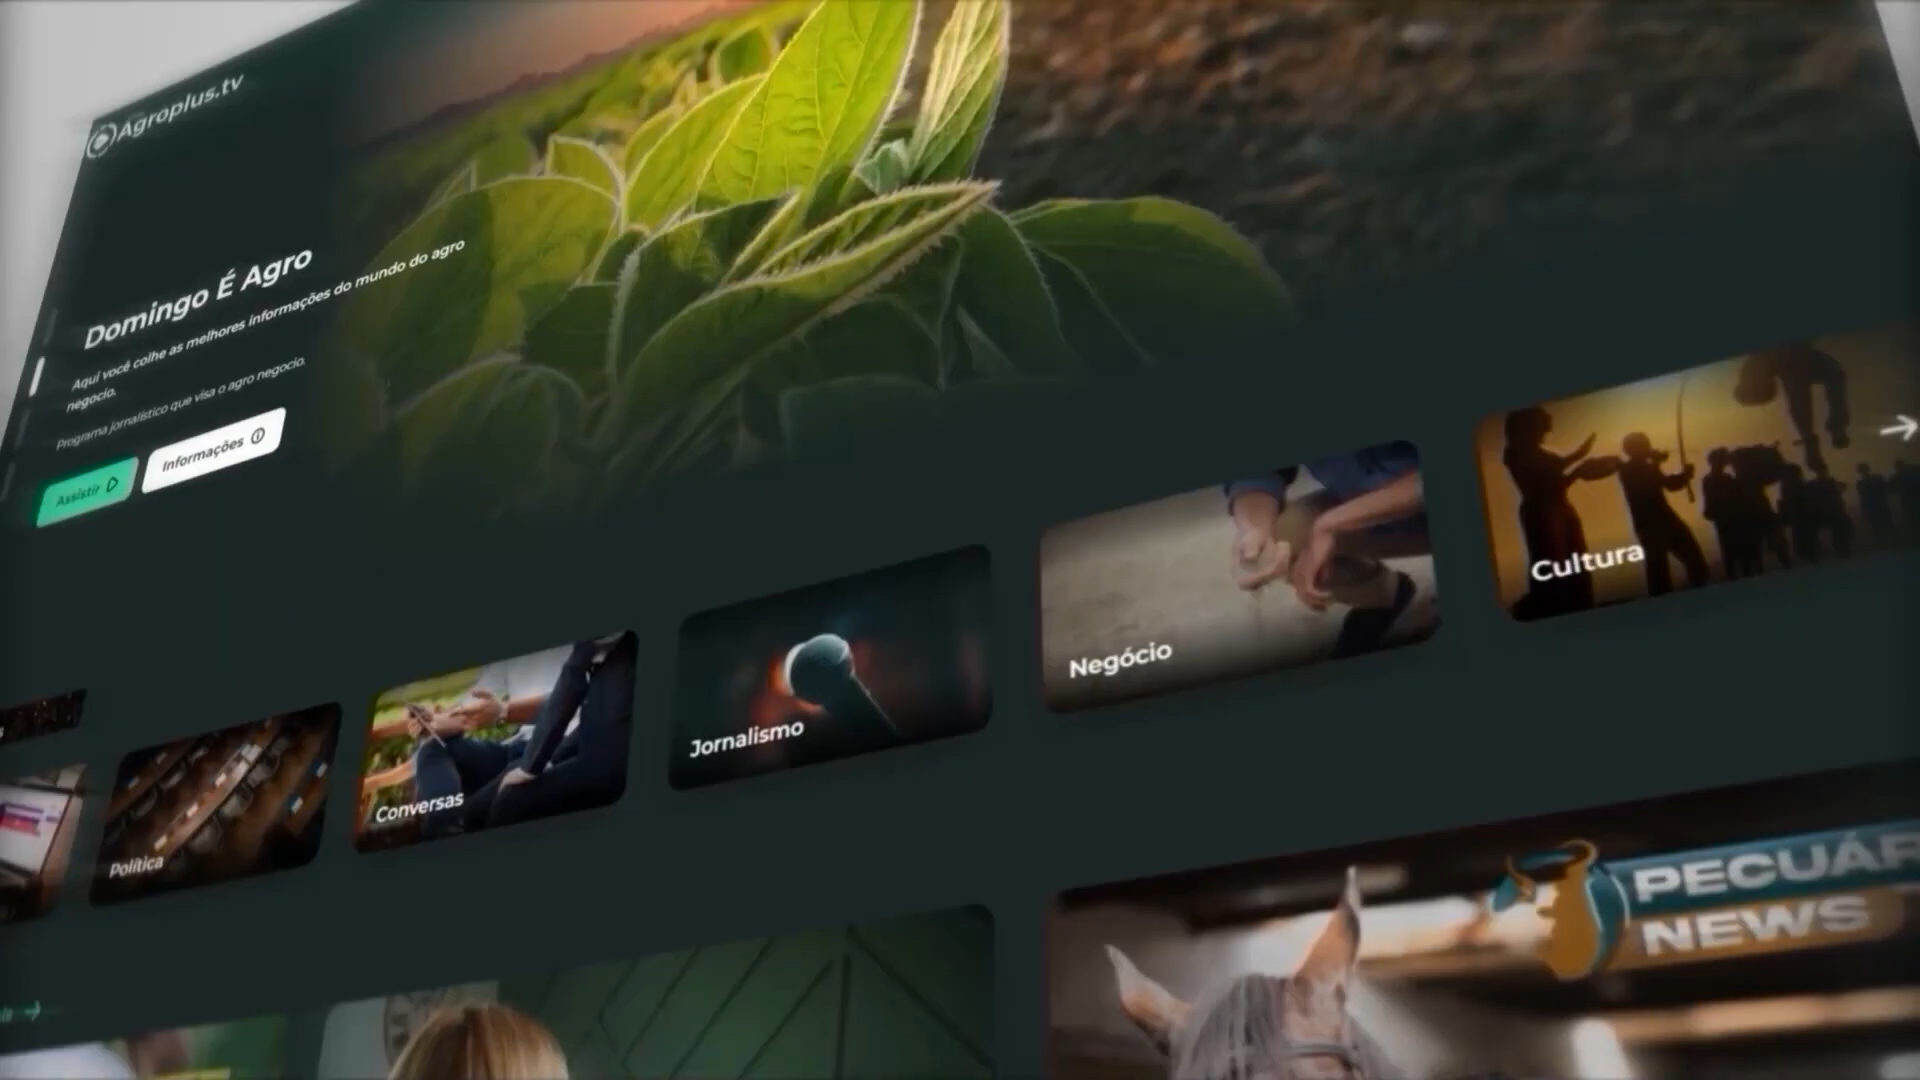 Agroplus.tv
Domingo É Agro
Aqui você colhe as melhores informações do mundo do agro
negocio.
Programa jornalístico que visa o agro negocio.
Assistir
Informações
Política
Conversas
Jornalismo
Negócio
Cultura
PECUÁR
NEWS